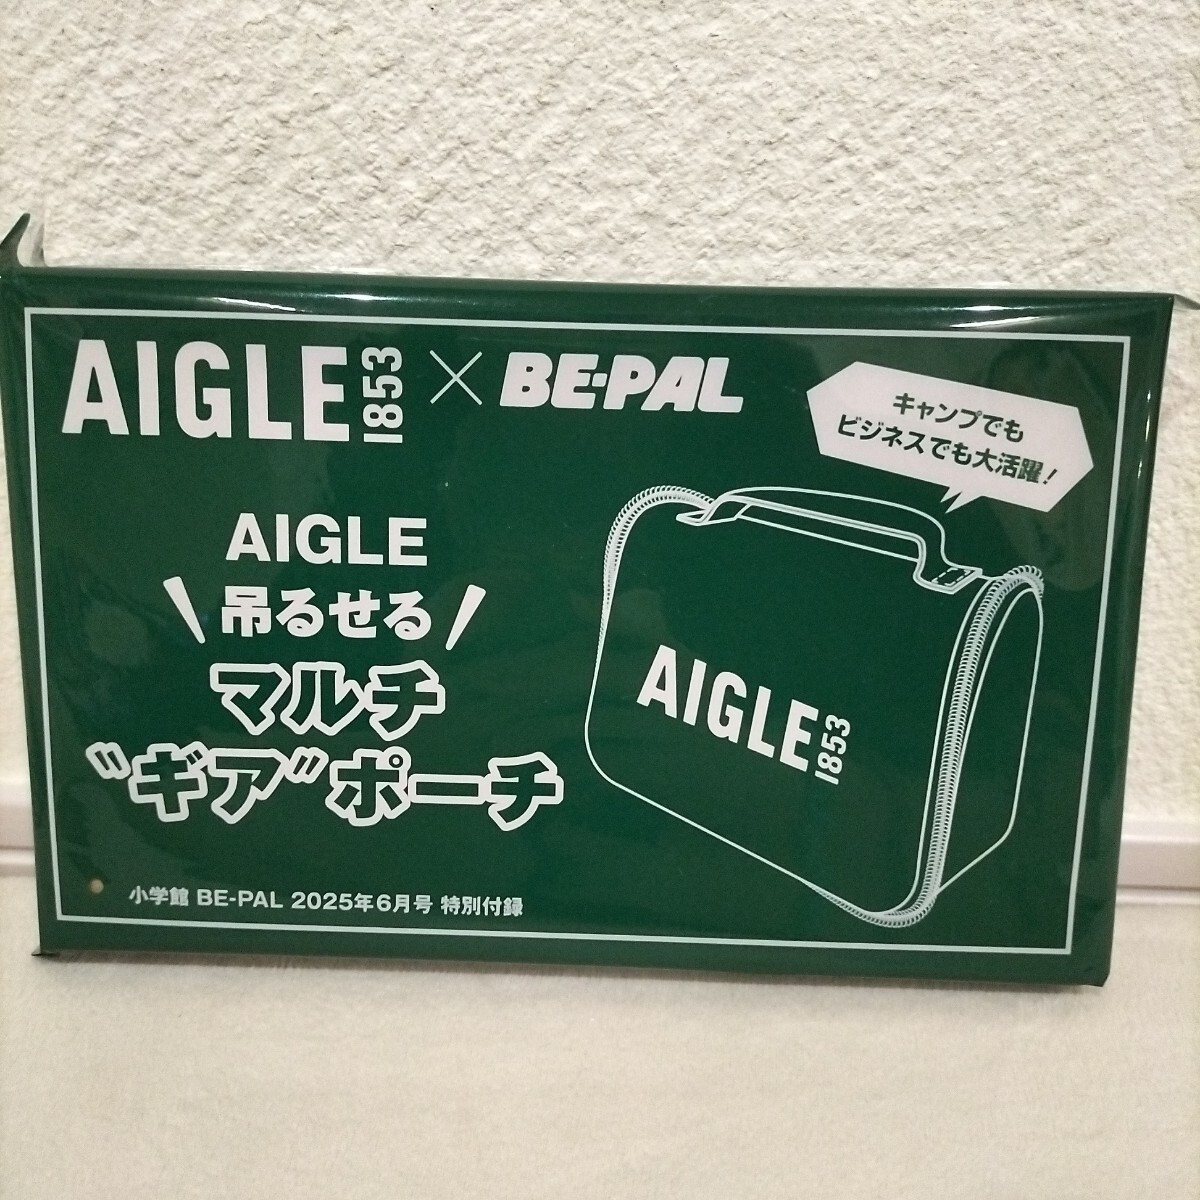 AIGLE 1853 × BE-PAL
キャンプでも
ビジネスでも大活躍!
AIGLE
\吊るせる/
マルチ
"ギア"ポーチ
AIGLE 1853
小学館 BE-PAL 2025年6月号 特別付録